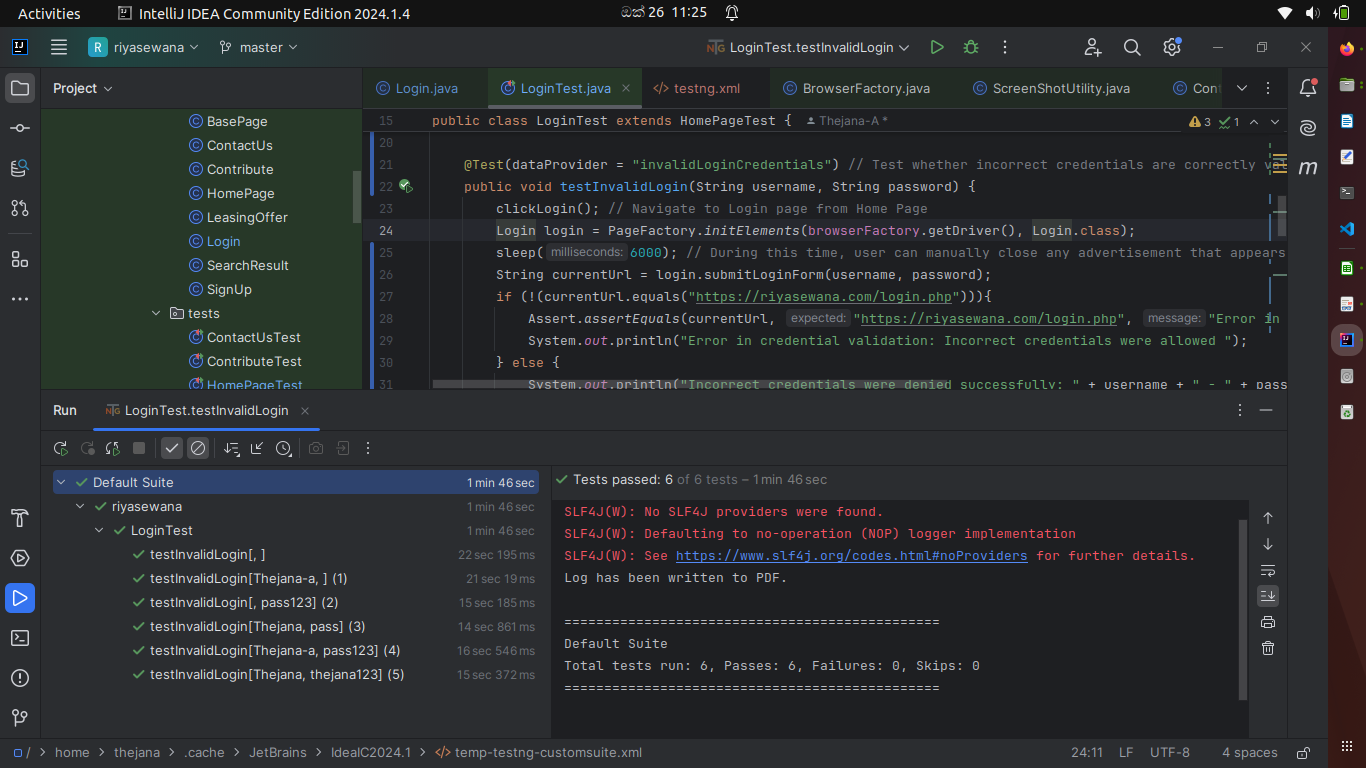 Activities
IntelliJ IDEA Community Edition 2024.1.4
ඔක් 26 11:25
R riyasewana
master
LoginTest.testInvalidLogin
Project
BasePage
ContactUs
Contribute
HomePage
LeasingOffer
Login
SearchResult
SignUp
tests
ContactUsTest
ContributeTest
HomePageTest
Login.java
LoginTest.java
testng.xml
BrowserFactory.java
ScreenShotUtility.java
Cont
15 public class LoginTest extends HomePageTest { Thejana-A *
3 1
20
21 @Test(dataProvider = "invalidLoginCredentials") // Test whether incorrect credentials are correctly val
22 public void testInvalidLogin(String username, String password) {
23 clickLogin(); // Navigate to Login page from Home Page
24 Login login = PageFactory.initElements(browserFactory.getDriver(), Login.class);
25 sleep( milliseconds: 6000); // During this time, user can manually close any advertisement that appears
26 String currentUrl = login.submitLoginForm(username, password);
27 if (!(currentUrl.equals("https://riyasewana.com/login.php"))){
28 Assert.assertEquals(currentUrl, expected: "https://riyasewana.com/login.php", message: "Error in
29 System.out.println("Error in credential validation: Incorrect credentials were allowed ");
30 } else {
31 System.out.println("Incorrect credentials were denied successfully: " + username + " - " + pass
m
Run
LoginTest.testInvalidLogin
Default Suite 1 min 46 sec
riyasewana 1 min 46 sec
LoginTest 1 min 46 sec
testInvalidLogin[, ] 22 sec 195 ms
testInvalidLogin[Thejana-a, ] (1) 21 sec 19 ms
testInvalidLogin[, pass123] (2) 15 sec 185 ms
testInvalidLogin[Thejana, pass] (3) 14 sec 861 ms
testInvalidLogin[Thejana-a, pass123] (4) 16 sec 546 ms
testInvalidLogin[Thejana, thejana123] (5) 15 sec 372 ms
Tests passed: 6 of 6 tests – 1 min 46 sec
SLF4J(W): No SLF4J providers were found.
SLF4J(W): Defaulting to no-operation (NOP) logger implementation
SLF4J(W): See https://www.slf4j.org/codes.html#noProviders for further details.
Log has been written to PDF.
===============================================
Default Suite
Total tests run: 6, Passes: 6, Failures: 0, Skips: 0
===============================================
/ > home > thejana > .cache > JetBrains > IdeaIC2024.1 > temp-testng-customsuite.xml
24:11 LF UTF-8 4 spaces